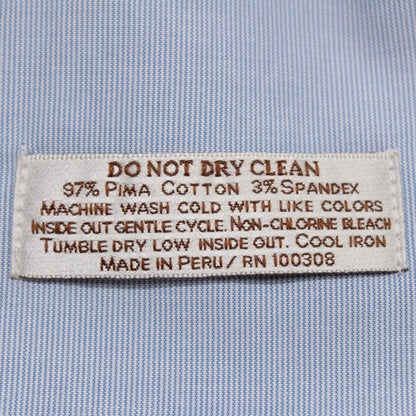 DO NOT DRY CLEAN
97% PIMA COTTON 3% SPANDEX
MACHINE WASH COLD WITH LIKE COLORS
INSIDE OUT GENTLE CYCLE. NON-CHLORINE BLEACH
TUMBLE DRY LOW INSIDE OUT. COOL IRON
MADE IN PERU / RN 100308